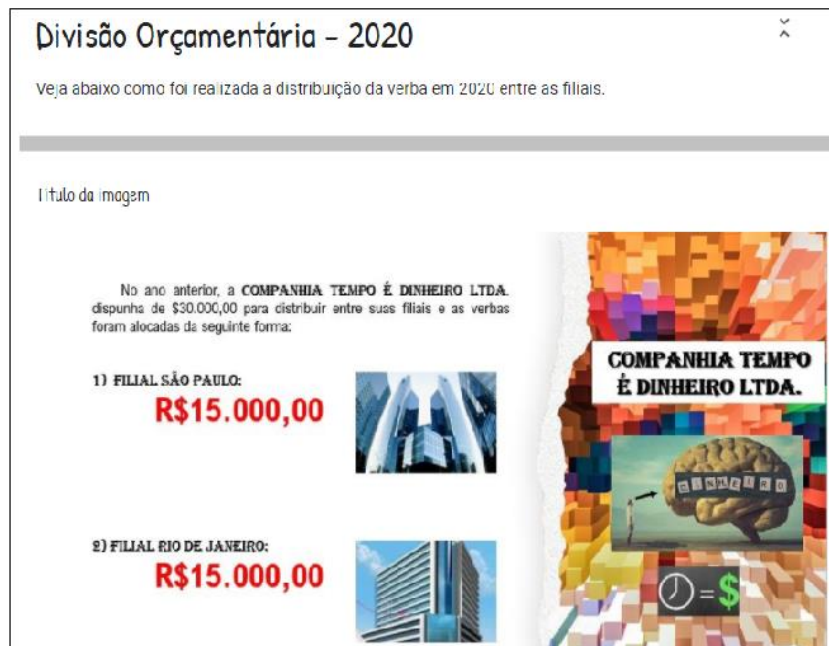 Divisão Orçamentária – 2020
Veja abaixo como foi realizada a distribuição da verba em 2020 entre as filiais.
Título da imagem
No ano anterior, a COMPANHIA TEMPO É DINHEIRO LTDA.
dispunha de $30.000,00 para distribuir entre suas filiais e as verbas
foram alocadas da seguinte forma:
1) FILIAL SÃO PAULO:
R$15.000,00
2) FILIAL RIO DE JANEIRO:
R$15.000,00
COMPANHIA TEMPO
É DINHEIRO LTDA.
DINHEIRO
= $